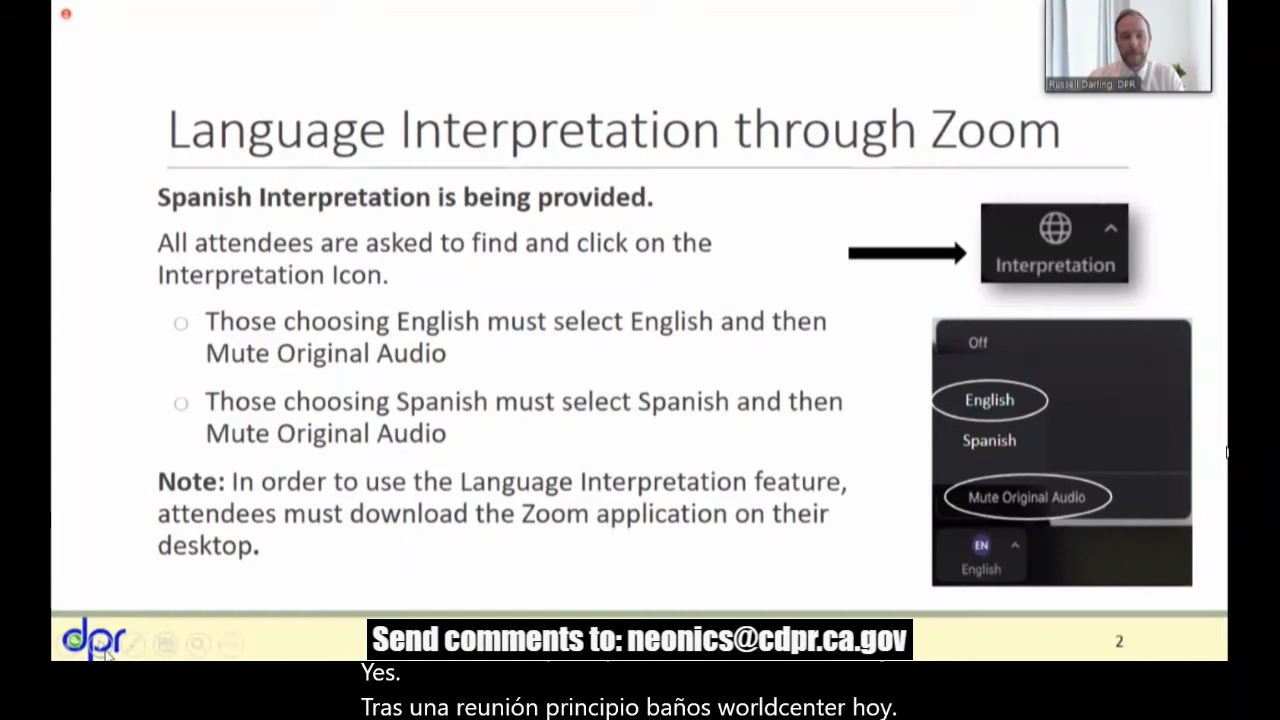 Russell Darling, DPR
Language Interpretation through Zoom
Spanish Interpretation is being provided.
All attendees are asked to find and click on the
Interpretation Icon.
Those choosing English must select English and then
Mute Original Audio
Those choosing Spanish must select Spanish and then
Mute Original Audio
Note: In order to use the Language Interpretation feature,
attendees must download the Zoom application on their
desktop.
Interpretation
Off
English
Spanish
Mute Original Audio
EN
English
dpr
Send comments to: neonics@cdpr.ca.gov
2
Yes.
Tras una reunión principio baños worldcenter hoy.